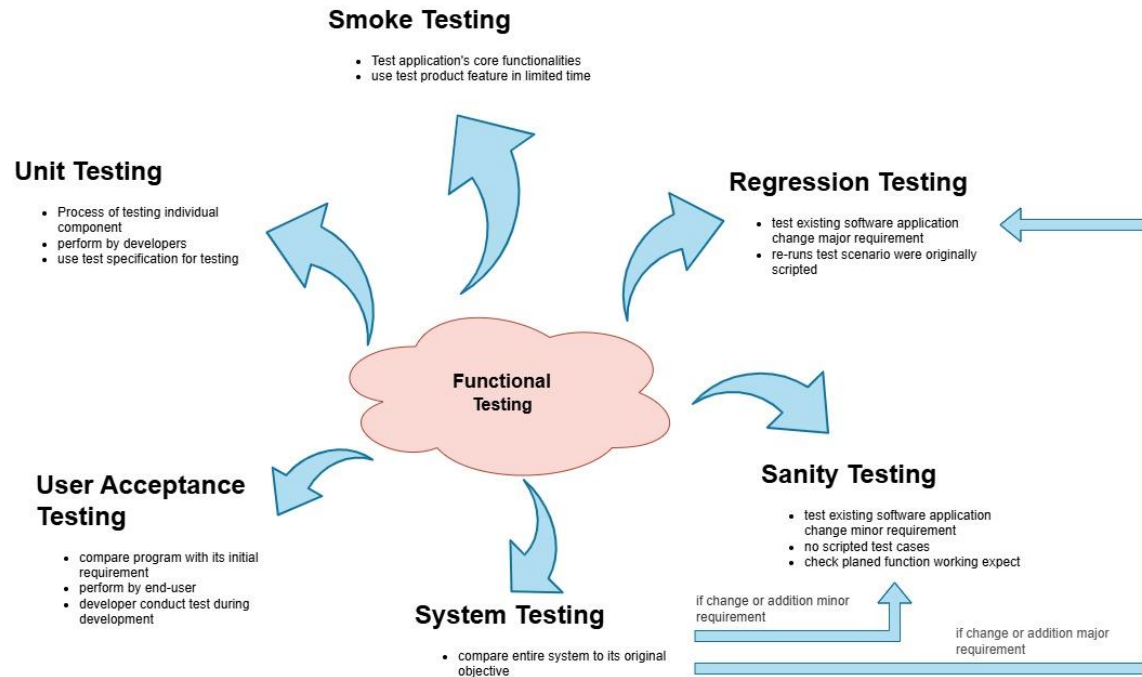 Smoke Testing
• Test application's core functionalities
• use test product feature in limited time
Unit Testing
• Process of testing individual
component
• perform by developers
• use test specification for testing
Regression Testing
• test existing software application
change major requirement
• re-runs test scenario were originally
scripted
Functional
Testing
User Acceptance
Testing
• compare program with its initial
requirement
• perform by end-user
• developer conduct test during
development
Sanity Testing
• test existing software application
change minor requirement
• no scripted test cases
• check planed function working expect
System Testing
• compare entire system to its original
objective
if change or addition minor
requirement
if change or addition major
requirement